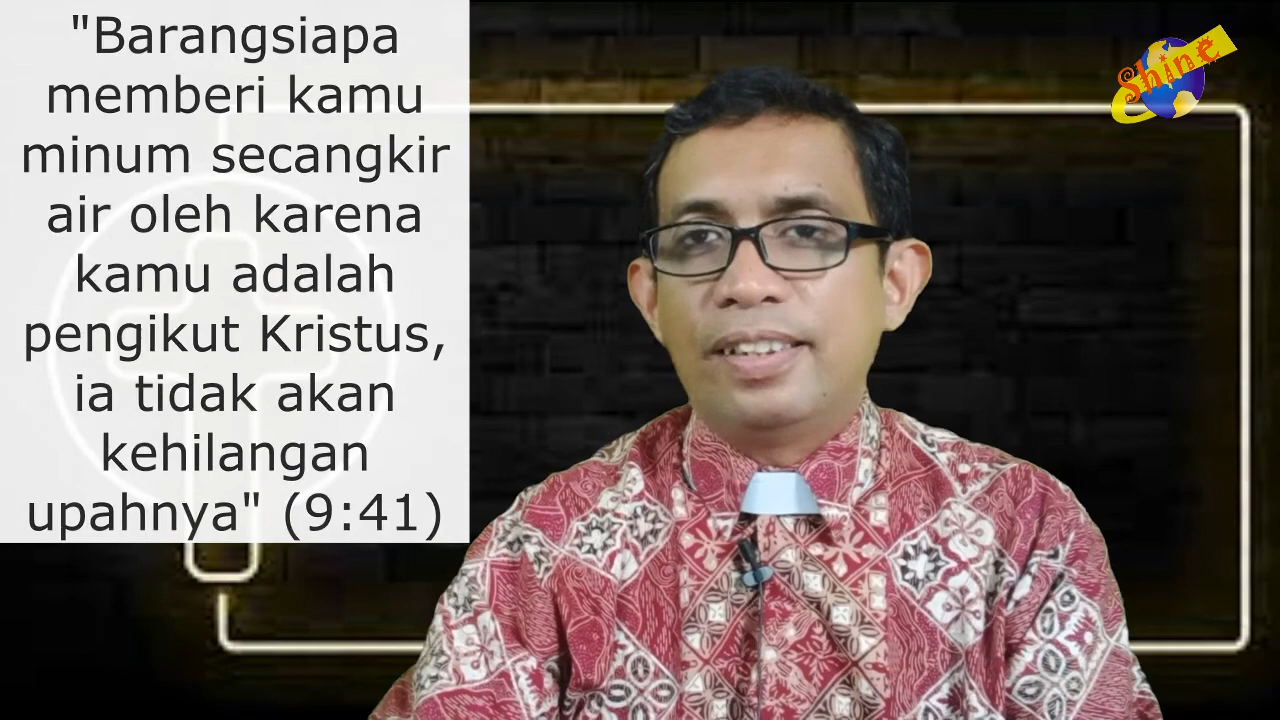 "Barangsiapa
memberi kamu
minum secangkir
air oleh karena
kamu adalah
pengikut Kristus,
ia tidak akan
kehilangan
upahnya" (9:41)
Shine